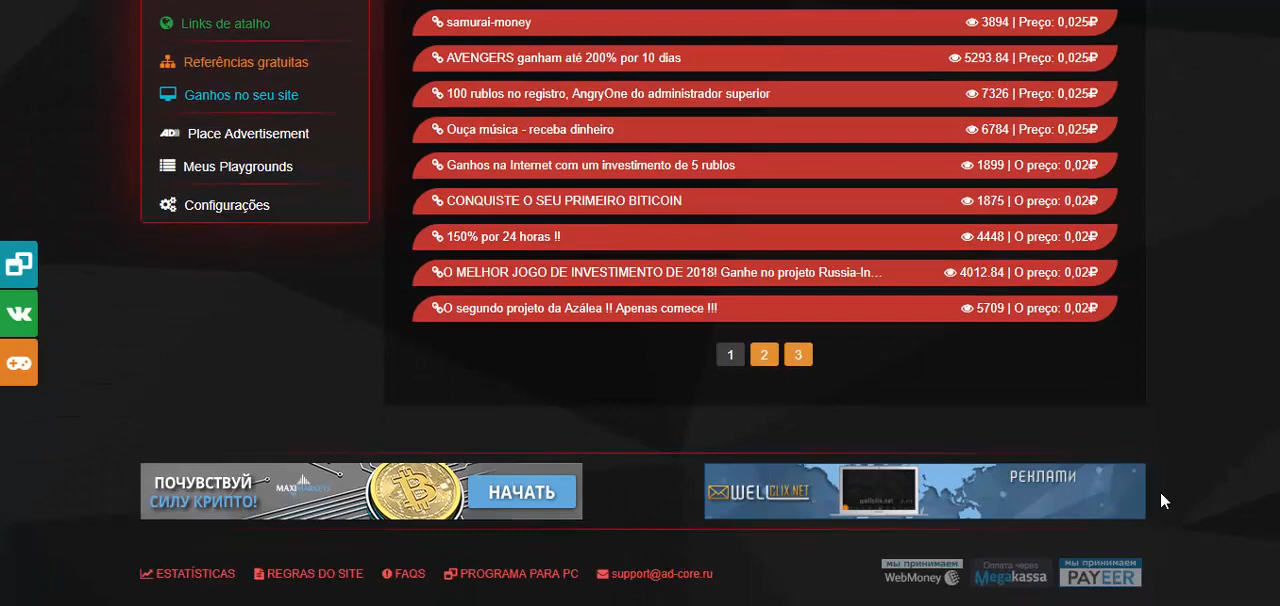 Links de atalho
Referências gratuitas
Ganhos no seu site
Place Advertisement
Meus Playgrounds
Configurações
samurai-money 3894 | Preço: 0,025₽
AVENGERS ganham até 200% por 10 dias 5293.84 | Preço: 0,025₽
100 rublos no registro, AngryOne do administrador superior 7326 | Preço: 0,025₽
Ouça música - receba dinheiro 6784 | Preço: 0,025₽
Ganhos na Internet com um investimento de 5 rublos 1899 | O preço: 0,02₽
CONQUISTE O SEU PRIMEIRO BITICOIN 1875 | O preço: 0,02₽
150% por 24 horas !! 4448 | O preço: 0,02₽
O MELHOR JOGO DE INVESTIMENTO DE 2018! Ganhe no projeto Russia-In... 4012.84 | O preço: 0,02₽
O segundo projeto da Azálea !! Apenas comece !!! 5709 | O preço: 0,02₽
1 2 3
ПОЧУВСТВУЙ
СИЛУ КРИПТО!
MAXIMARKETS
НАЧАТЬ
WELLCLIX.NET
wellclix.net
РЕКЛАМИ
ESTATÍSTICAS REGRAS DO SITE FAQS PROGRAMA PARA PC support@ad-core.ru
мы принимаем
WebMoney
Оплата через
Megakassa
мы принимаем
PAYEER